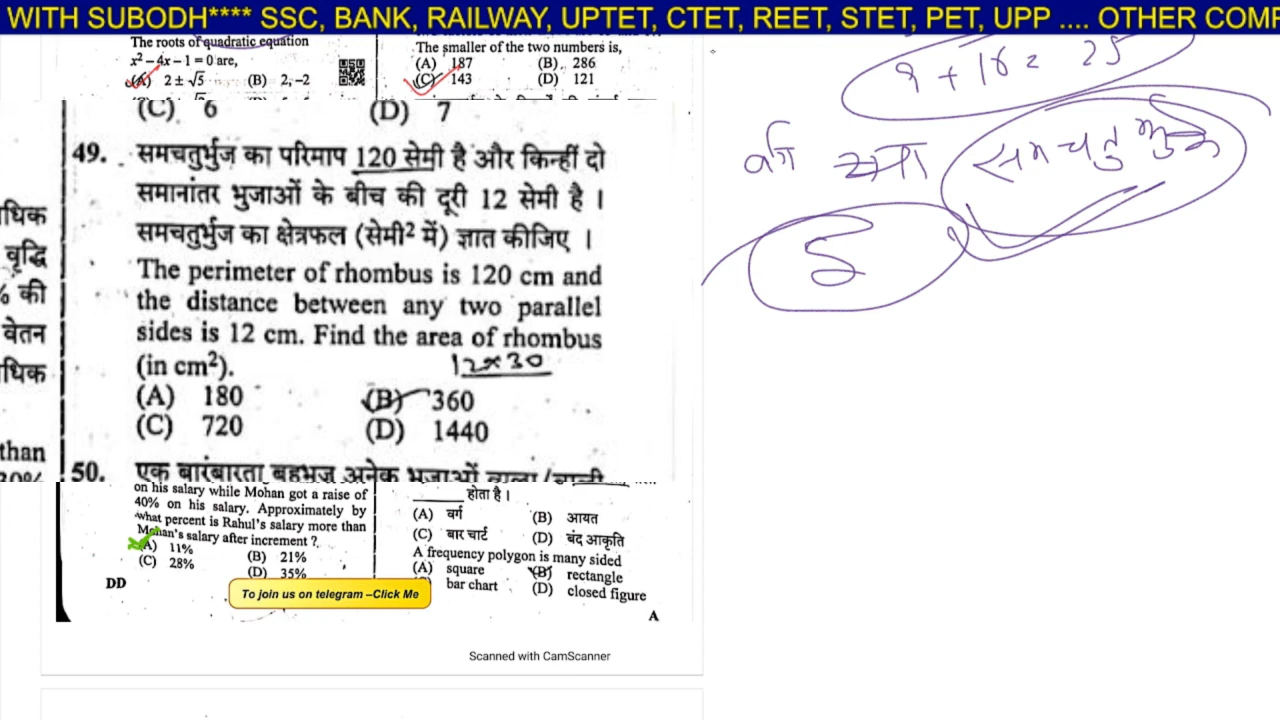 WITH SUBODH**** SSC, BANK, RAILWAY, UPTET, CTET, REET, STET, PET, UPP .... OTHER COMP
The roots of quadratic equation
x² – 4x – 1 = 0 are,
(A) 2 ± √5 (B) 2, –2
The smaller of the two numbers is,
(A) 187 (B) 286
(C) 143 (D) 121
(C) 6 (D) 7
49. समचतुर्भुज का परिमाप 120 सेमी है और किन्हीं दो
समानांतर भुजाओं के बीच की दूरी 12 सेमी है ।
समचतुर्भुज का क्षेत्रफल (सेमी² में) ज्ञात कीजिए ।
The perimeter of rhombus is 120 cm and
the distance between any two parallel
sides is 12 cm. Find the area of rhombus
(in cm²).
12×30
(A) 180 (B) 360
(C) 720 (D) 1440
50. एक बारंबारता बहुभुज अनेक भुजाओं वाला/वाली
धिक
वृद्धि
% की
वेतन
धिक
than
on his salary while Mohan got a raise of
40% on his salary. Approximately by
what percent is Rahul's salary more than
Mohan's salary after increment ?
(A) 11% (B) 21%
(C) 28% (D) 35%
DD
होता है ।
(A) वर्ग (B) आयत
(C) बार चार्ट (D) बंद आकृति
A frequency polygon is many sided
(A) square (B) rectangle
bar chart (D) closed figure
A
To join us on telegram –Click Me
Scanned with CamScanner
9 + 16 = 25
समचतुर्भुज